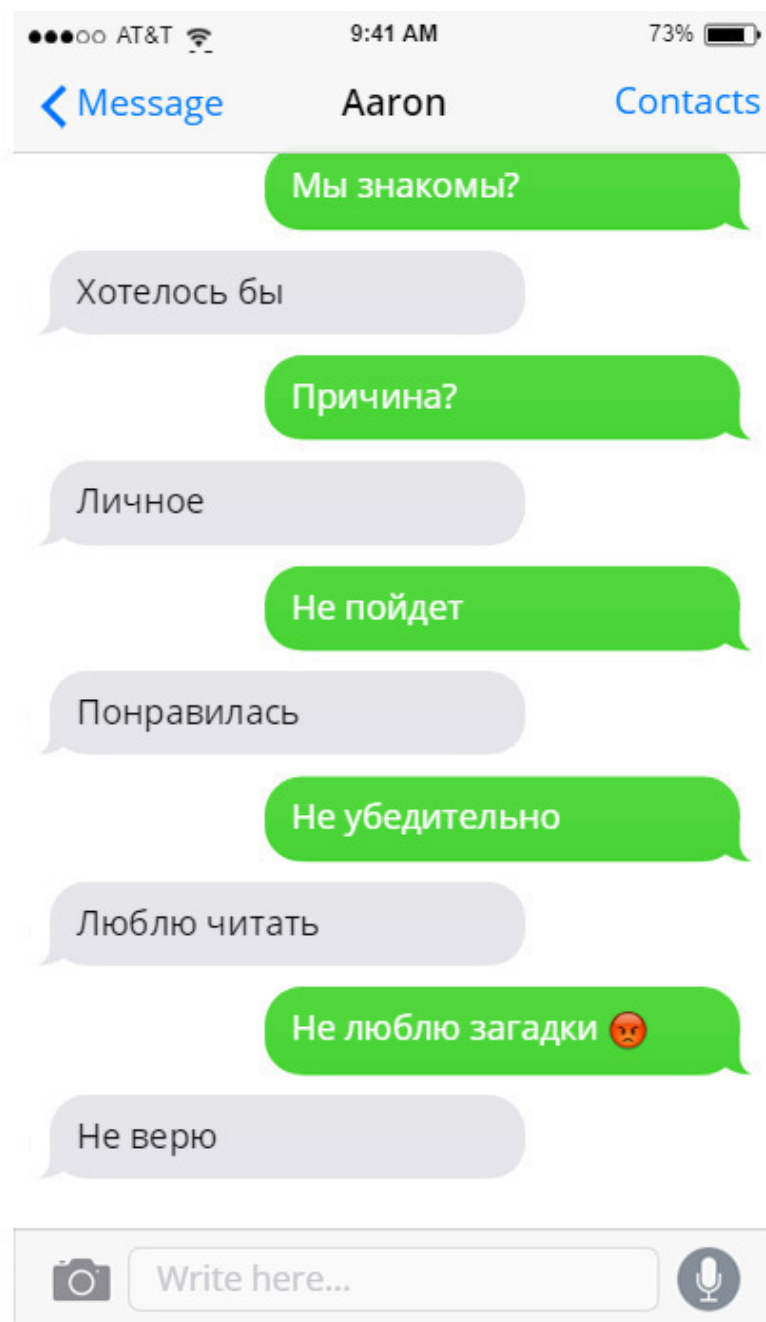 AT&T 9:41 AM 73%
Message Aaron Contacts
Мы знакомы?
Хотелось бы
Причина?
Личное
Не пойдет
Понравилась
Не убедительно
Люблю читать
Не люблю загадки 😡
Не верю
Write here...